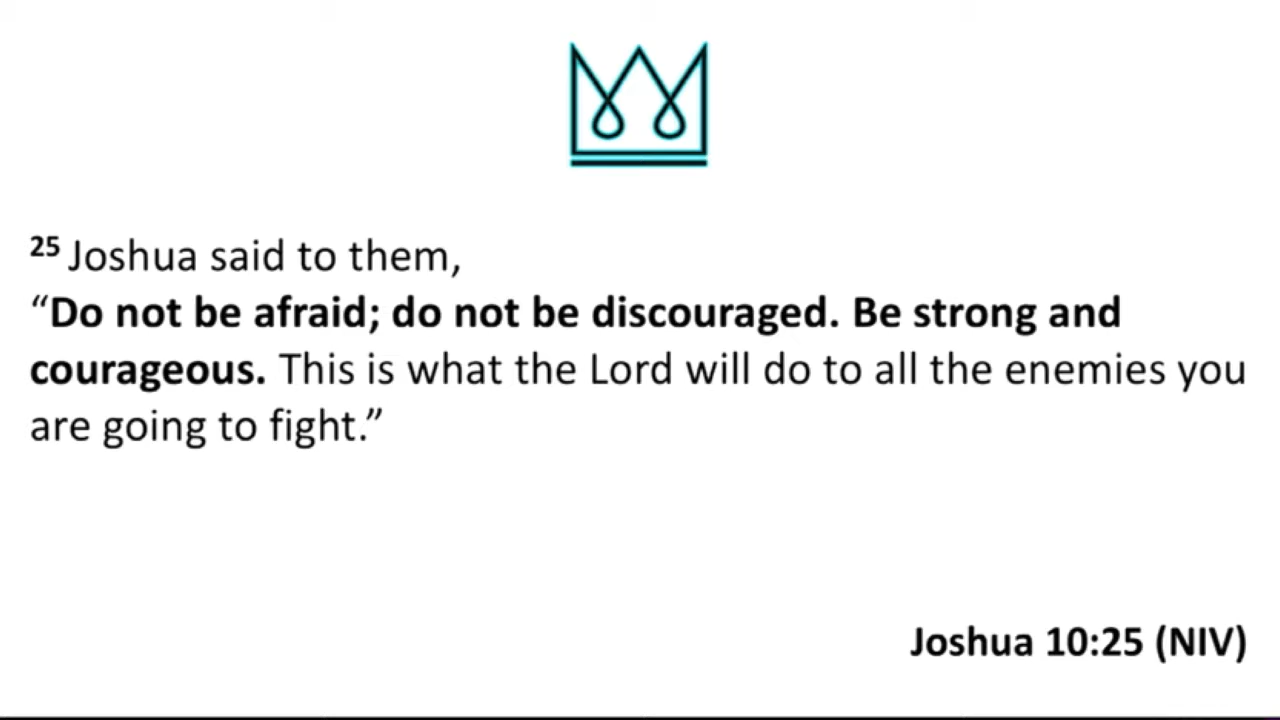 25 Joshua said to them,
“Do not be afraid; do not be discouraged. Be strong and
courageous. This is what the Lord will do to all the enemies you
are going to fight.”
Joshua 10:25 (NIV)